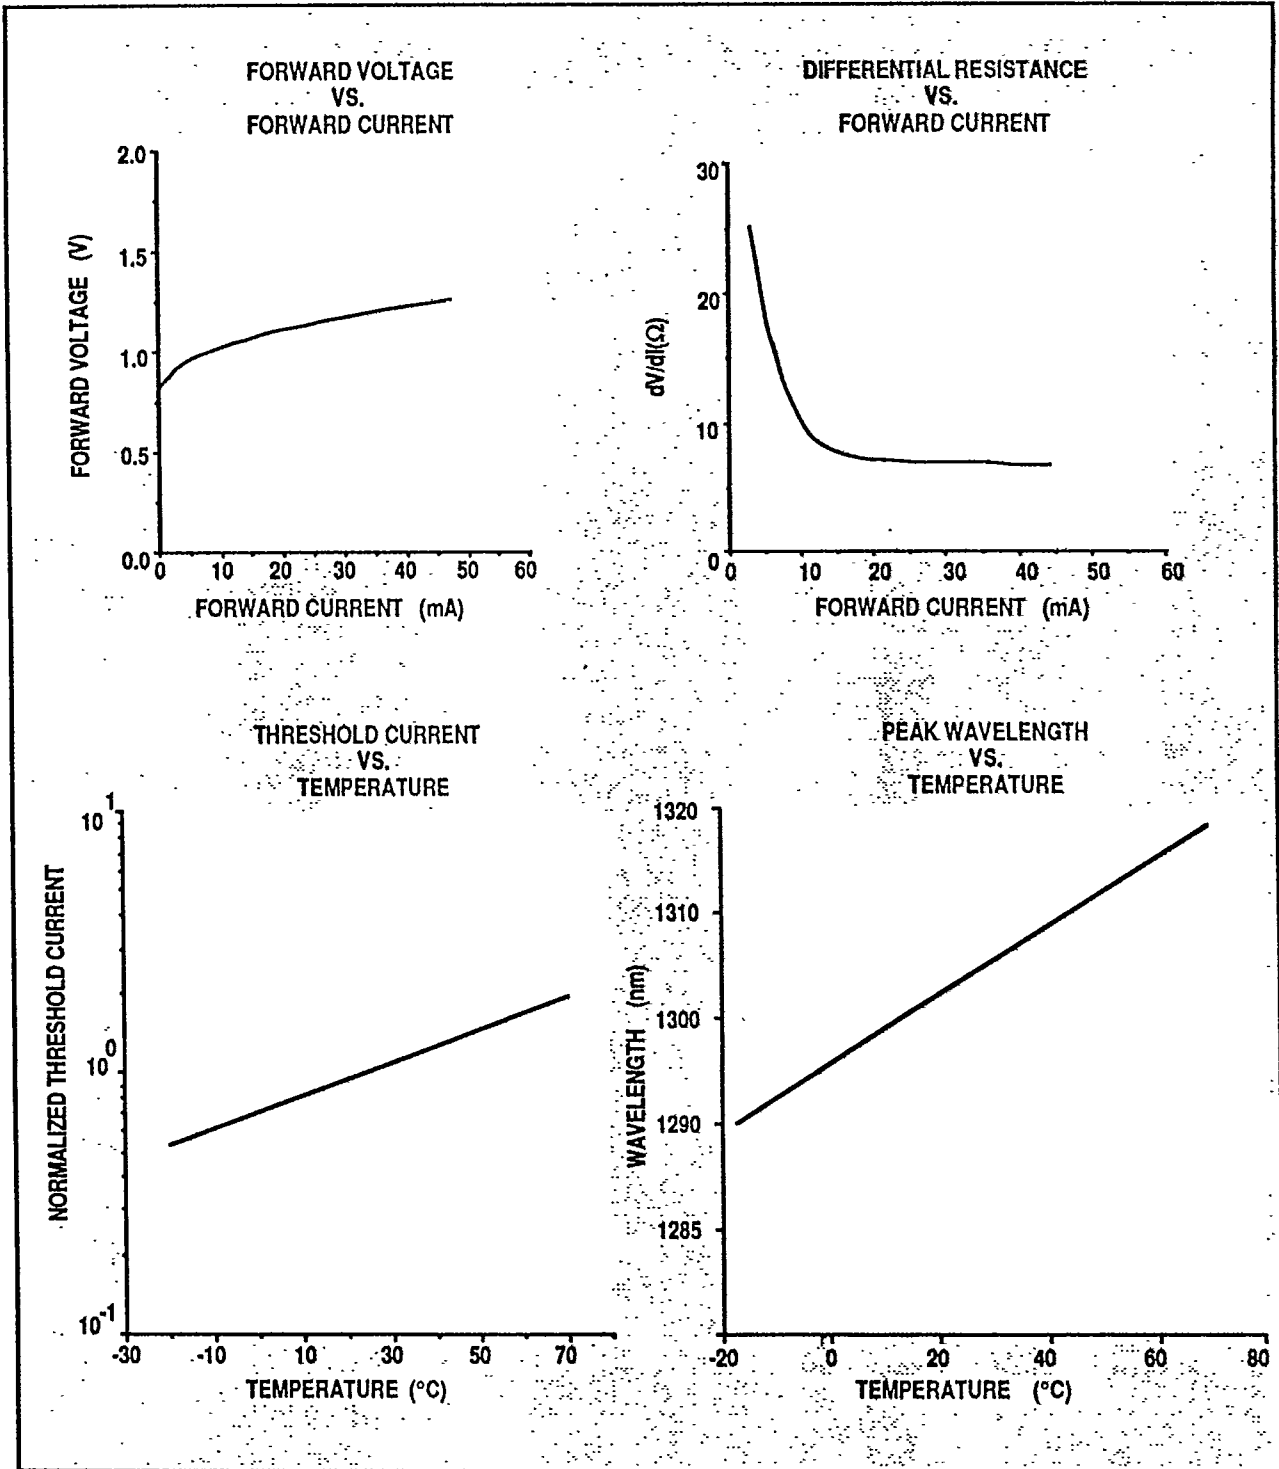 FORWARD VOLTAGE
VS.
FORWARD CURRENT
2.0
1.5
1.0
0.5
0.0
FORWARD VOLTAGE (V)
0 10 20 30 40 50 60
FORWARD CURRENT (mA)
DIFFERENTIAL RESISTANCE
VS.
FORWARD CURRENT
30
20
10
0
dV/dI(Ω)
0 10 20 30 40 50 60
FORWARD CURRENT (mA)
THRESHOLD CURRENT
VS.
TEMPERATURE
10¹
10⁰
10⁻¹
NORMALIZED THRESHOLD CURRENT
-30 -10 10 30 50 70
TEMPERATURE (°C)
PEAK WAVELENGTH
VS.
TEMPERATURE
1320
1310
1300
1290
1285
WAVELENGTH (nm)
-20 0 20 40 60 80
TEMPERATURE (°C)